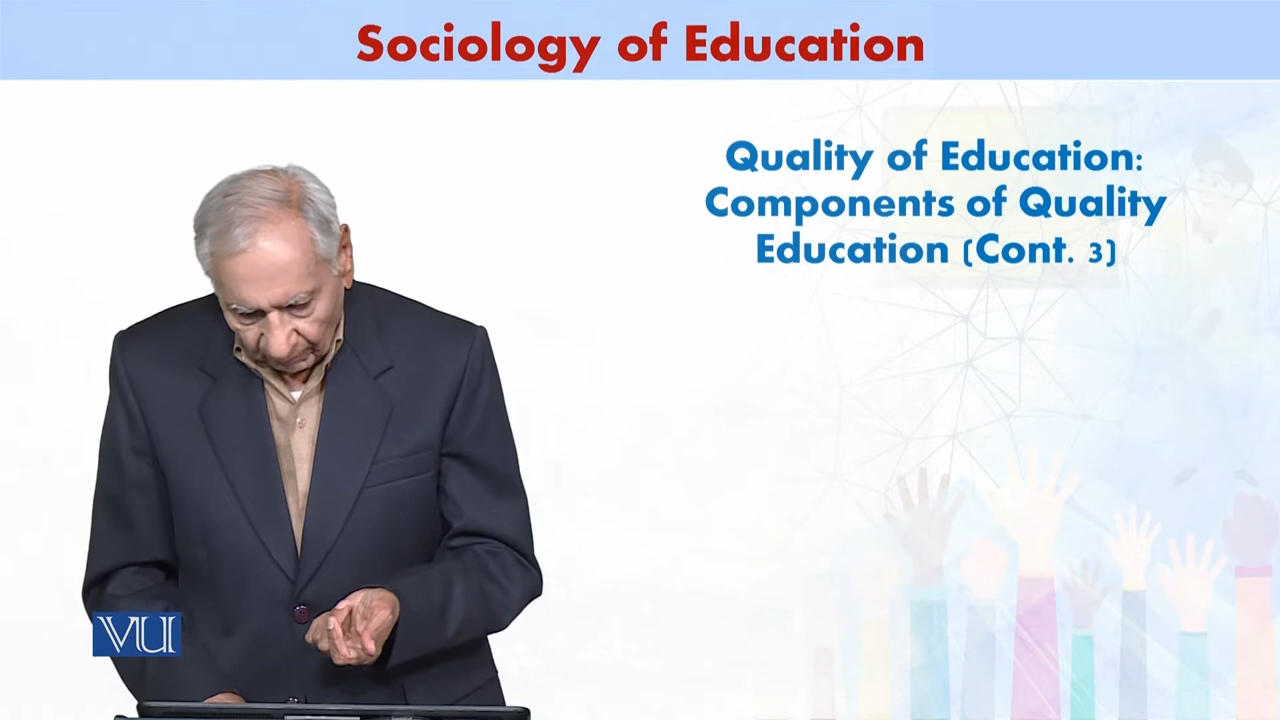 Sociology of Education
Quality of Education:
Components of Quality
Education (Cont. 3)
VU